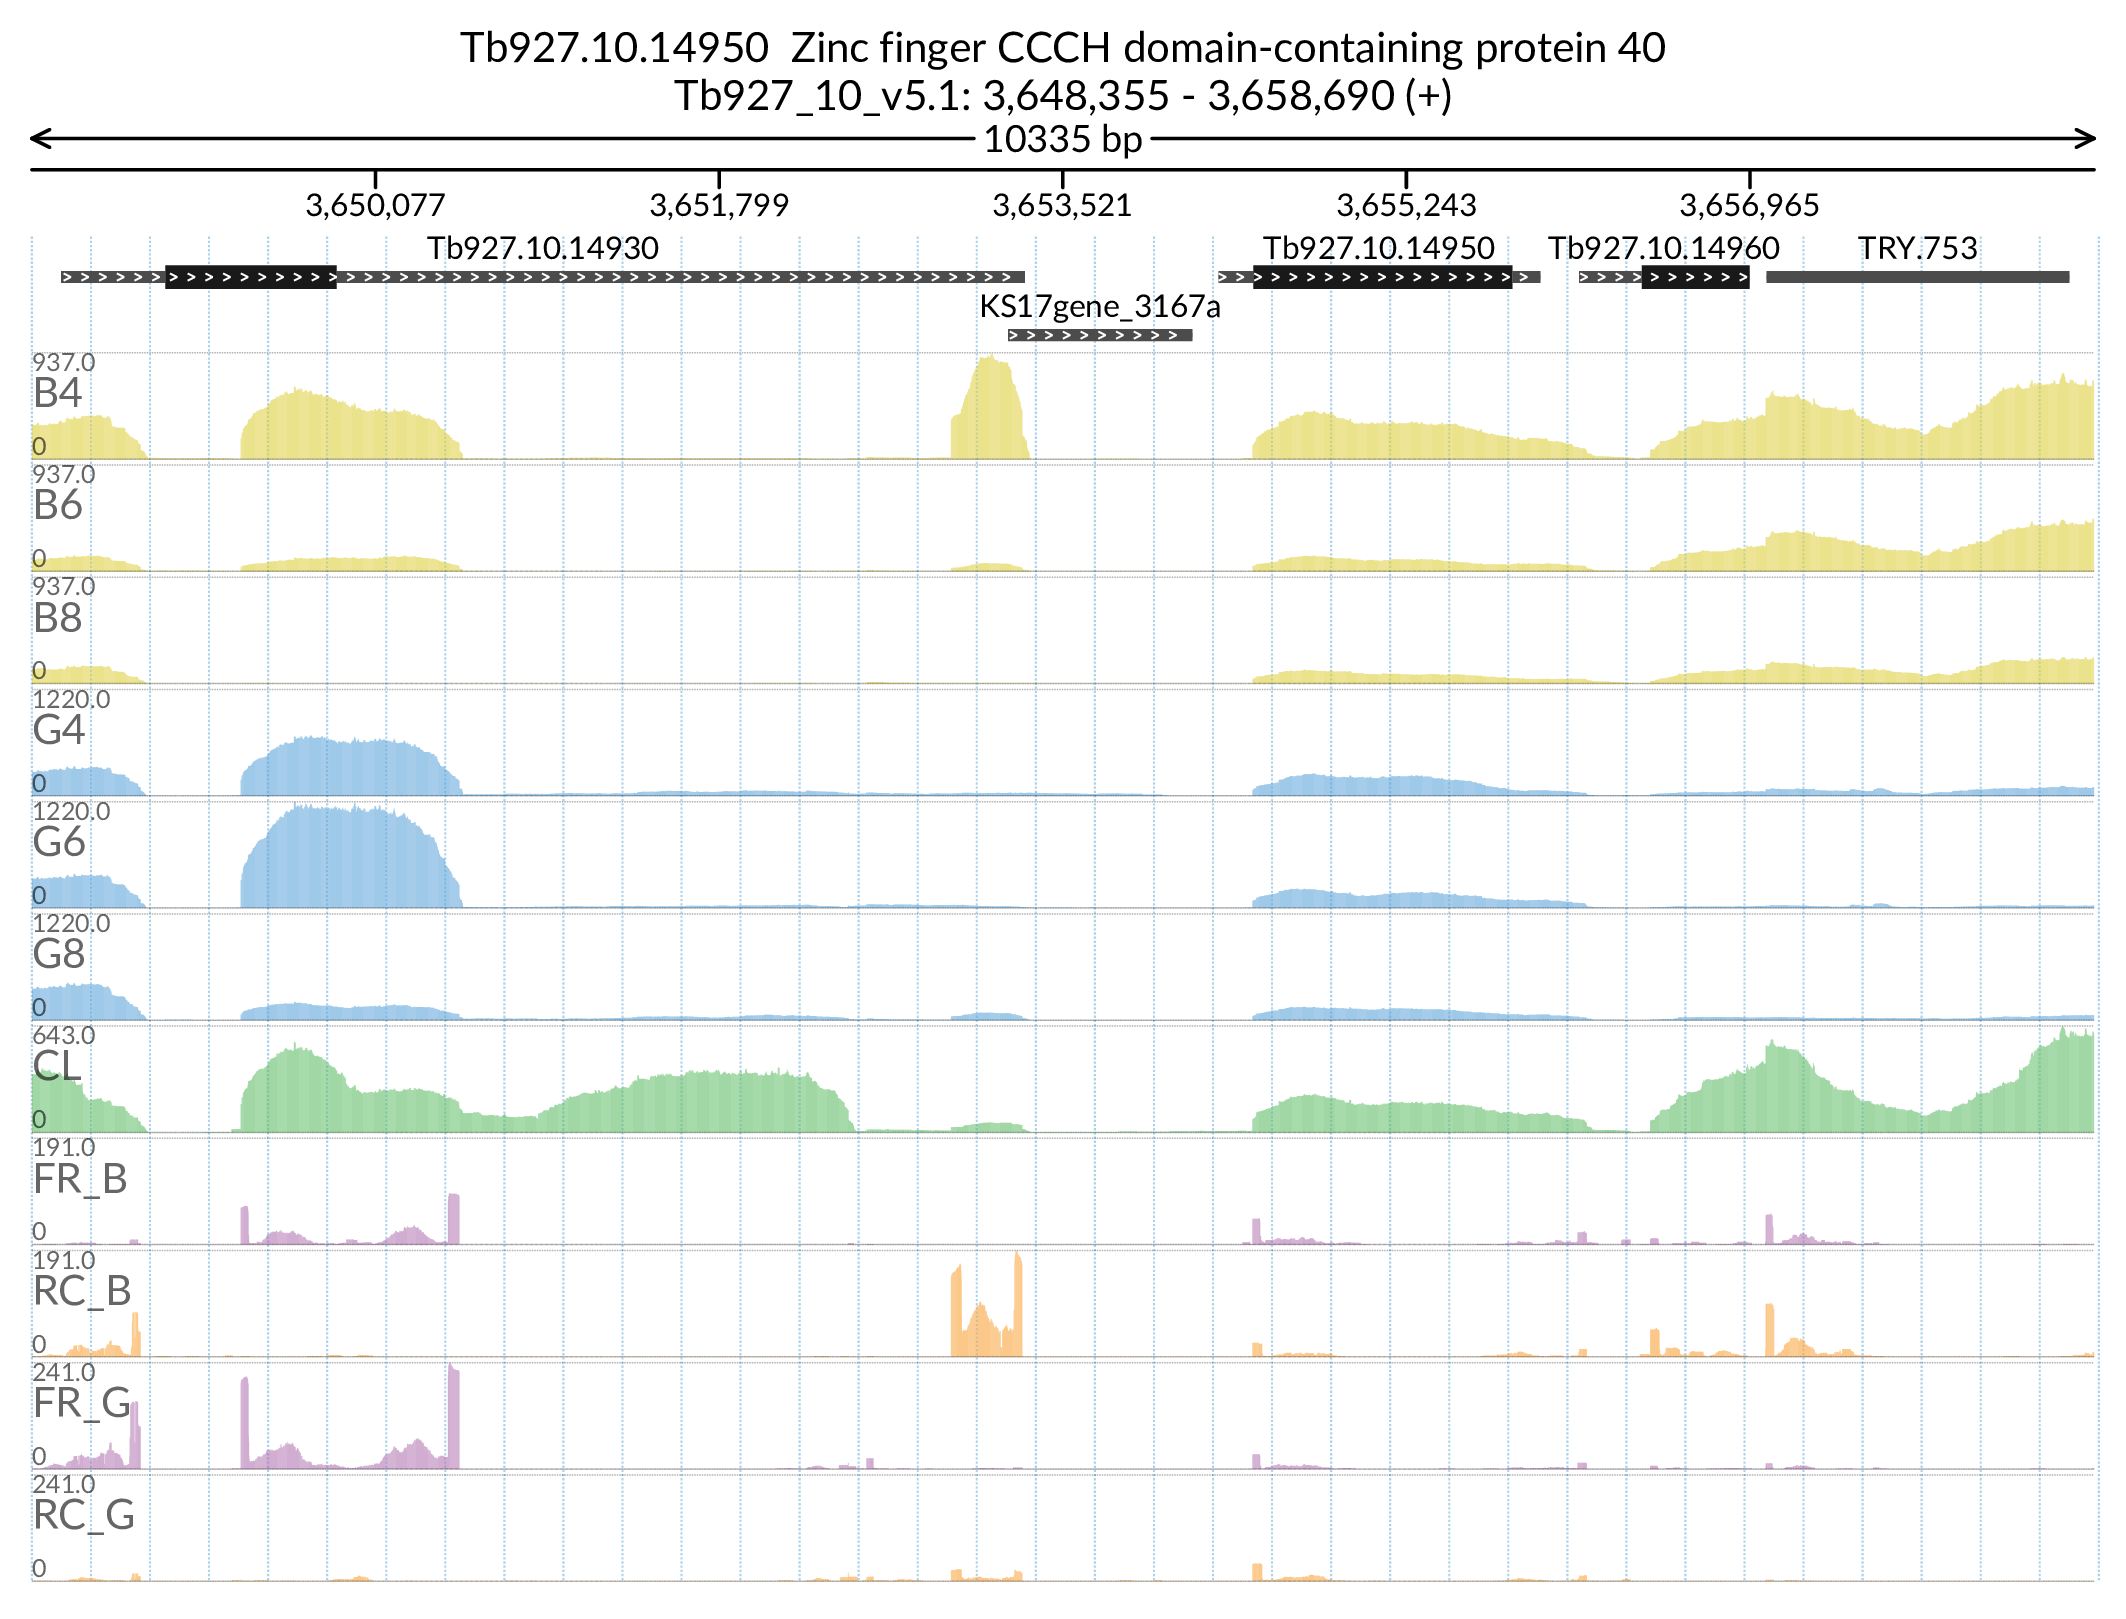 Tb927.10.14950 Zinc finger CCCH domain-containing protein 40
Tb927_10_v5.1: 3,648,355 - 3,658,690 (+)
10335 bp
3,650,077 3,651,799 3,653,521 3,655,243 3,656,965
Tb927.10.14930 Tb927.10.14950 Tb927.10.14960 TRY.753
KS17gene_3167a
937.0
B4
0
937.0
B6
0
937.0
B8
0
1220.0
G4
0
1220.0
G6
0
1220.0
G8
0
643.0
CL
0
191.0
FR_B
0
191.0
RC_B
0
241.0
FR_G
0
241.0
RC_G
0